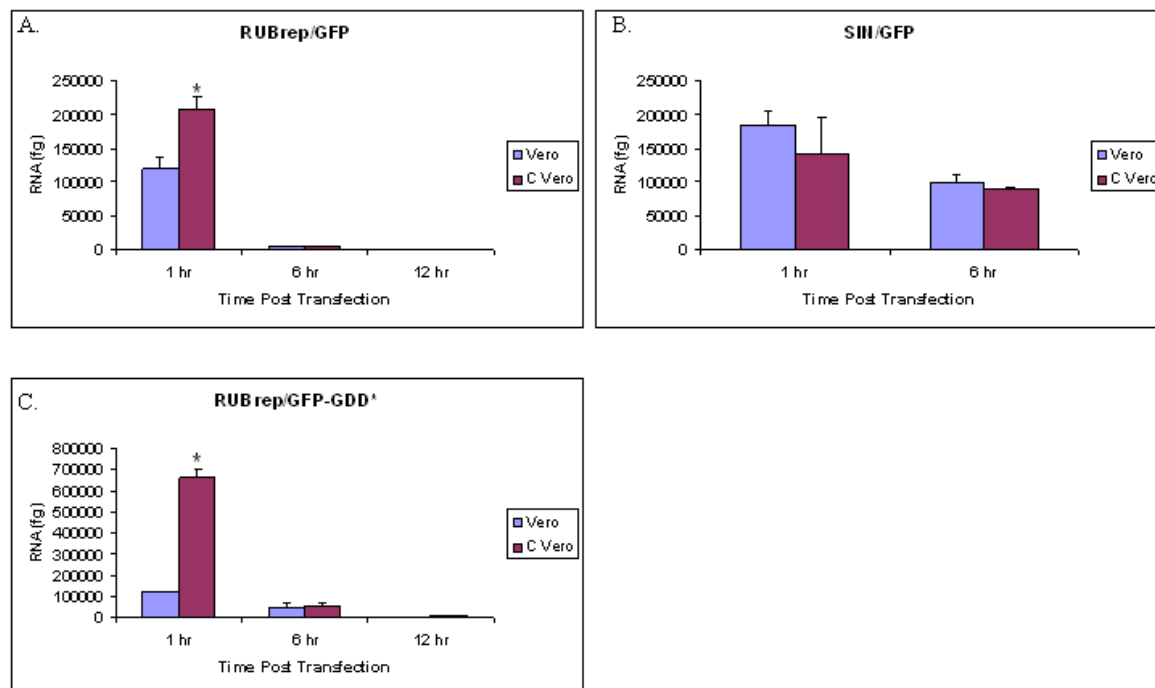 A.
RUBrep/GFP
250000
200000
150000
100000
50000
0
RNA(fg)
*
1 hr
6 hr
12 hr
Time Post Transfection
Vero
C Vero
B.
SIN/GFP
250000
200000
150000
100000
50000
0
RNA(fg)
1 hr
6 hr
Time Post Transfection
Vero
C Vero
C.
RUBrep/GFP-GDD*
800000
700000
600000
500000
400000
300000
200000
100000
0
RNA(fg)
*
1 hr
6 hr
12 hr
Time Post Transfection
Vero
C Vero